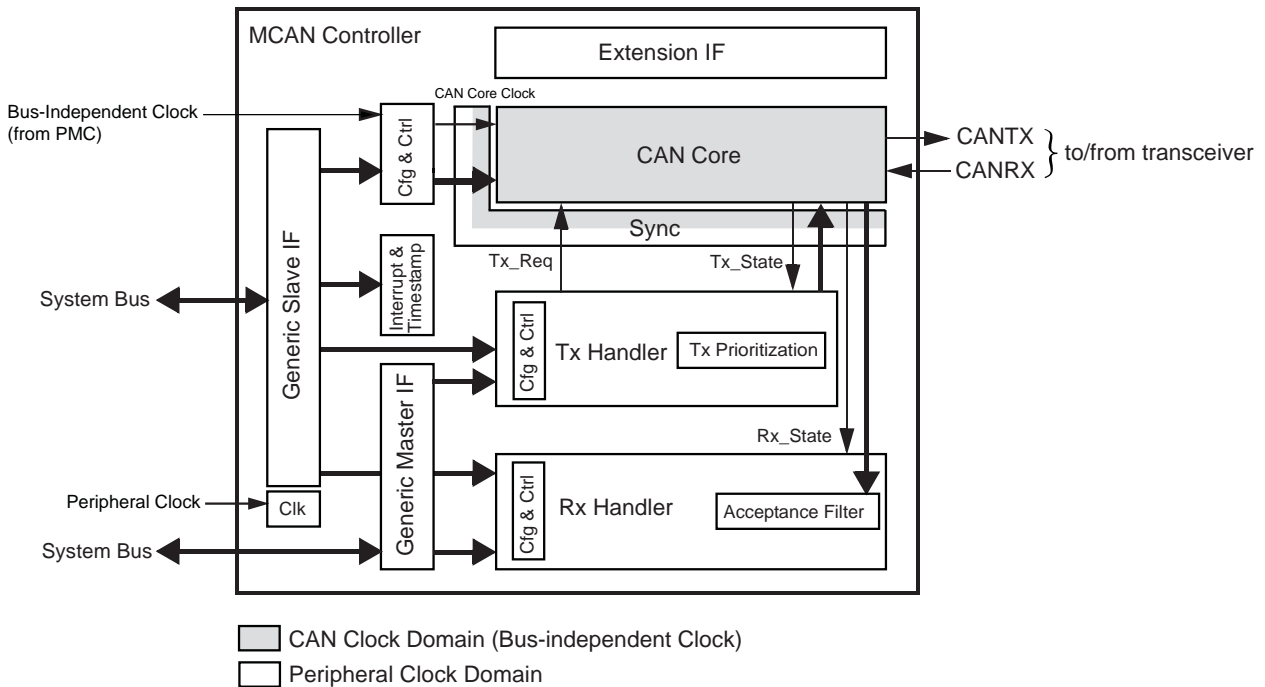 MCAN Controller
Extension IF
Bus-Independent Clock
(from PMC)
CAN Core Clock
Cfg & Ctrl
CAN Core
CANTX
CANRX
to/from transceiver
Sync
Generic Slave IF
Interrupt &
Timestamp
Tx_Req
Tx_State
System Bus
Cfg & Ctrl
Tx Handler
Tx Prioritization
Generic Master IF
Rx_State
Peripheral Clock
Clk
Cfg & Ctrl
Rx Handler
Acceptance Filter
System Bus
CAN Clock Domain (Bus-independent Clock)
Peripheral Clock Domain